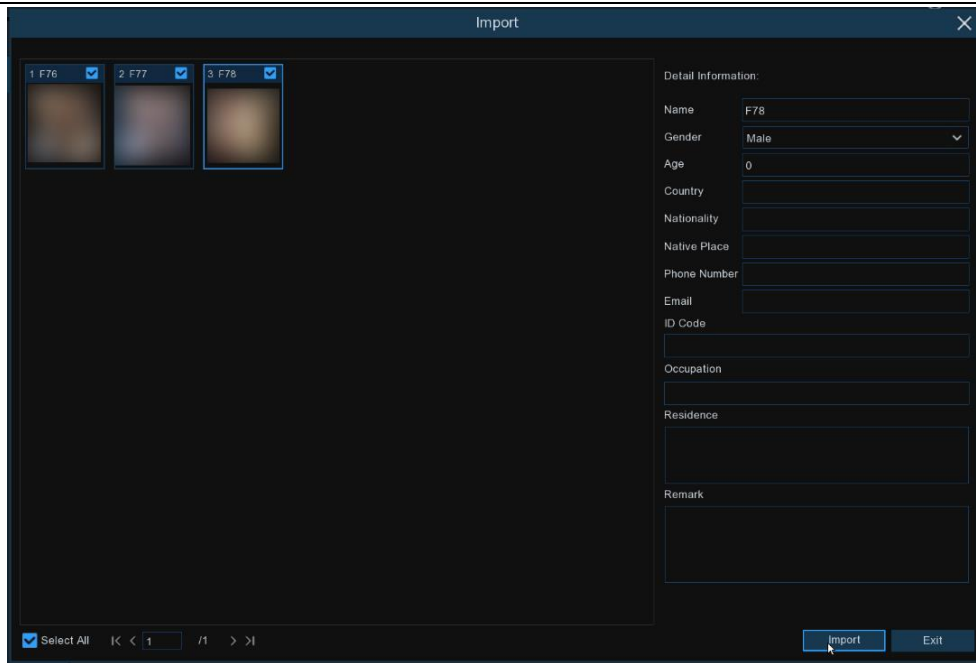 Import
1 F76
2 F77
3 F78
Detail Information:
Name F78
Gender Male
Age 0
Country
Nationality
Native Place
Phone Number
Email
ID Code
Occupation
Residence
Remark
Select All 1 /1
Import Exit